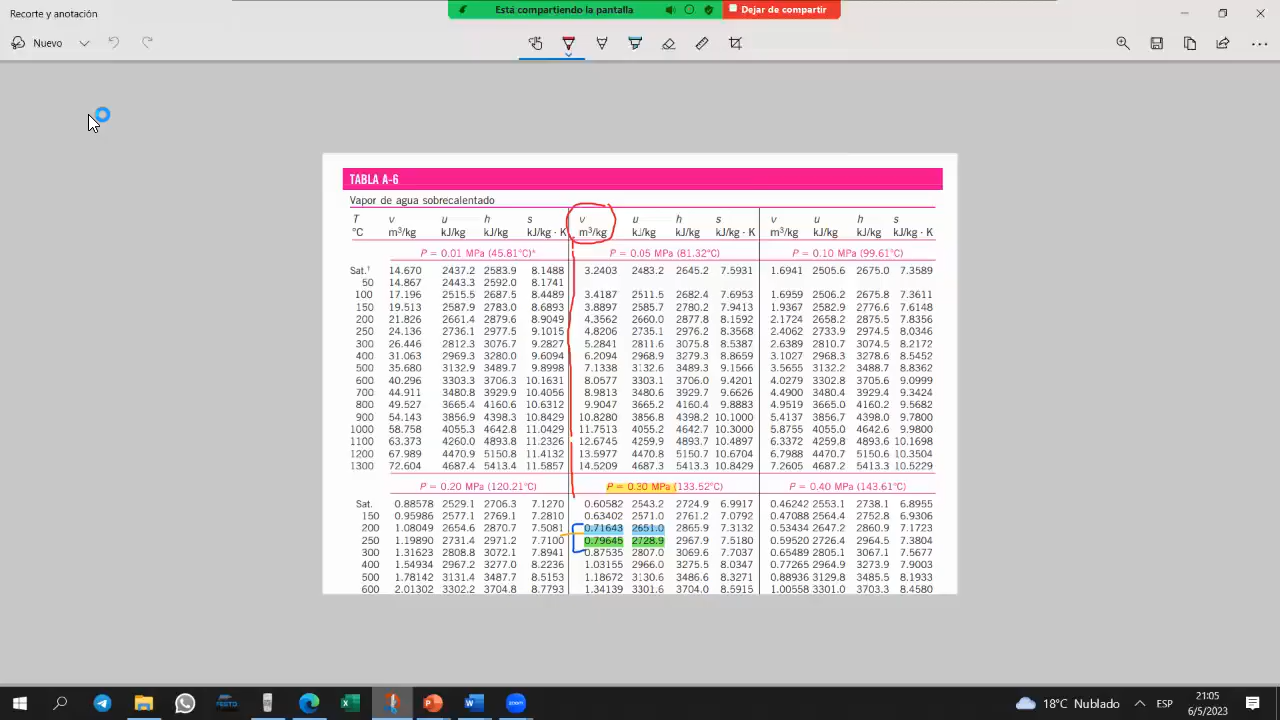 Recorte y anotación
Está compartiendo la pantalla
Dejar de compartir
Nuevo
TABLA A-6
Vapor de agua sobrecalentado
T v u h s v u h s v u h s
°C m³/kg kJ/kg kJ/kg kJ/kg · K m³/kg kJ/kg kJ/kg kJ/kg · K m³/kg kJ/kg kJ/kg kJ/kg · K
P = 0.01 MPa (45.81°C)* P = 0.05 MPa (81.32°C) P = 0.10 MPa (99.61°C)
Sat.† 14.670 2437.2 2583.9 8.1488 3.2403 2483.2 2645.2 7.5931 1.6941 2505.6 2675.0 7.3589
50 14.867 2443.3 2592.0 8.1741
100 17.196 2515.5 2687.5 8.4489 3.4187 2511.5 2682.4 7.6953 1.6959 2506.2 2675.8 7.3611
150 19.513 2587.9 2783.0 8.6893 3.8897 2585.7 2780.2 7.9413 1.9367 2582.9 2776.6 7.6148
200 21.826 2661.4 2879.6 8.9049 4.3562 2660.0 2877.8 8.1592 2.1724 2658.2 2875.5 7.8356
250 24.136 2736.1 2977.5 9.1015 4.8206 2735.1 2976.2 8.3568 2.4062 2733.9 2974.5 8.0346
300 26.446 2812.3 3076.7 9.2827 5.2841 2811.6 3075.8 8.5387 2.6389 2810.7 3074.5 8.2172
400 31.063 2969.3 3280.0 9.6094 6.2094 2968.9 3279.3 8.8659 3.1027 2968.3 3278.6 8.5452
500 35.680 3132.9 3489.7 9.8998 7.1338 3132.6 3489.3 9.1566 3.5655 3132.2 3488.7 8.8362
600 40.296 3303.3 3706.3 10.1631 8.0577 3303.1 3706.0 9.4201 4.0279 3302.8 3705.6 9.0999
700 44.911 3480.8 3929.9 10.4056 8.9813 3480.6 3929.7 9.6626 4.4900 3480.4 3929.4 9.3424
800 49.527 3665.4 4160.6 10.6312 9.9047 3665.2 4160.4 9.8883 4.9519 3665.0 4160.2 9.5682
900 54.143 3856.9 4398.3 10.8429 10.8280 3856.8 4398.2 10.1000 5.4137 3856.7 4398.0 9.7800
1000 58.758 4055.3 4642.8 11.0429 11.7513 4055.2 4642.7 10.3000 5.8755 4055.0 4642.6 9.9800
1100 63.373 4260.0 4893.8 11.2326 12.6745 4259.9 4893.7 10.4897 6.3372 4259.8 4893.6 10.1698
1200 67.989 4470.9 5150.8 11.4132 13.5977 4470.8 5150.7 10.6704 6.7988 4470.7 5150.6 10.3504
1300 72.604 4687.4 5413.4 11.5857 14.5209 4687.3 5413.3 10.8429 7.2605 4687.2 5413.3 10.5229
P = 0.20 MPa (120.21°C) P = 0.30 MPa (133.52°C) P = 0.40 MPa (143.61°C)
Sat. 0.88578 2529.1 2706.3 7.1270 0.60582 2543.2 2724.9 6.9917 0.46242 2553.1 2738.1 6.8955
150 0.95986 2577.1 2769.1 7.2810 0.63402 2571.0 2761.2 7.0792 0.47088 2564.4 2752.8 6.9306
200 1.08049 2654.6 2870.7 7.5081 0.71643 2651.0 2865.9 7.3132 0.53434 2647.2 2860.9 7.1723
250 1.19890 2731.4 2971.2 7.7100 0.79645 2728.9 2967.9 7.5180 0.59520 2726.4 2964.5 7.3804
300 1.31623 2808.8 3072.1 7.8941 0.87535 2807.0 3069.6 7.7037 0.65489 2805.1 3067.1 7.5677
400 1.54934 2967.2 3277.0 8.2236 1.03155 2966.0 3275.5 8.0347 0.77265 2964.9 3273.9 7.9003
500 1.78142 3131.4 3487.7 8.5153 1.18672 3130.6 3486.6 8.3271 0.88936 3129.8 3485.5 8.1933
600 2.01302 3302.2 3704.8 8.7793 1.34139 3301.6 3704.0 8.5915 1.00558 3301.0 3703.3 8.4580
FESTO
zoom
18°C Nublado
ESP
21:05
6/5/2023